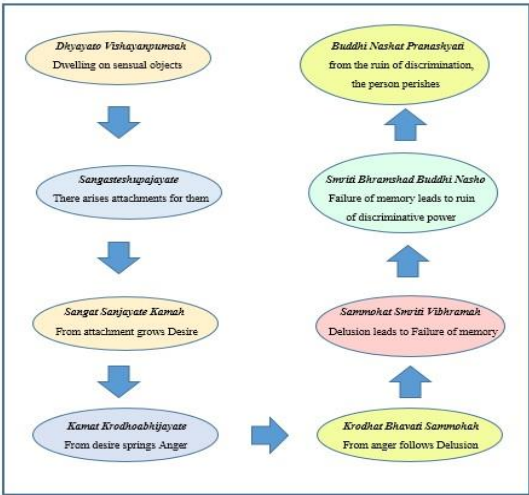 Dhyayato Vishayanpumsah
Dwelling on sensual objects
Sangasteshupajayate
There arises attachments for them
Sangat Sanjayate Kamah
From attachment grows Desire
Kamat Krodhoabhijayate
From desire springs Anger
Krodhat Bhavati Sammohah
From anger follows Delusion
Sammohat Smriti Vibhramah
Delusion leads to Failure of memory
Smriti Bhramshad Buddhi Nasho
Failure of memory leads to ruin
of discriminative power
Buddhi Nashat Pranashyati
from the ruin of discrimination,
the person perishes